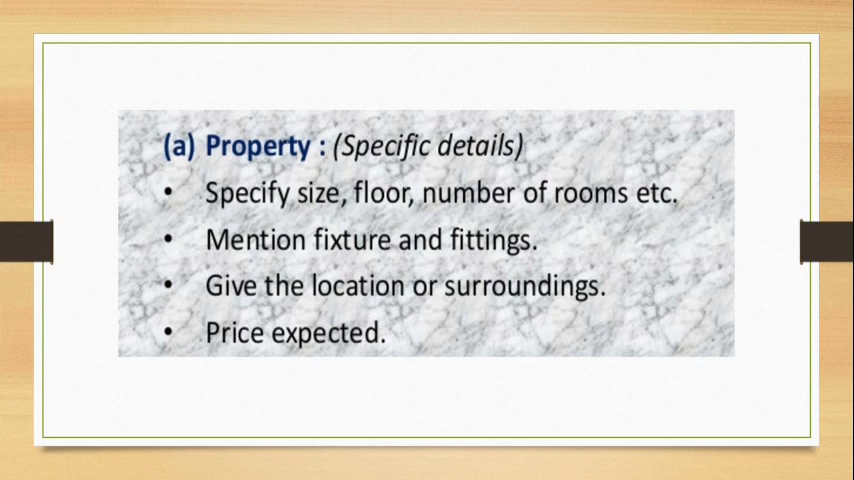 (a) Property : (Specific details)
• Specify size, floor, number of rooms etc.
• Mention fixture and fittings.
• Give the location or surroundings.
• Price expected.